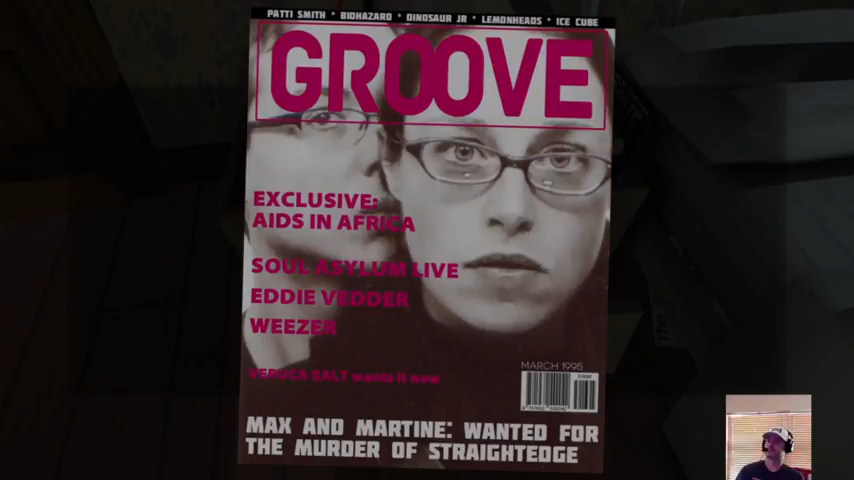 PATTI SMITH * BIOHAZARD * DINOSAUR JR * LEMONHEADS * ICE CUBE
GROOVE
EXCLUSIVE:
AIDS IN AFRICA
SOUL ASYLUM LIVE
EDDIE VEDDER
WEEZER
VERUCA SALT wants it now
MARCH 1995
MAX AND MARTINE: WANTED FOR
THE MURDER OF STRAIGHTEDGE